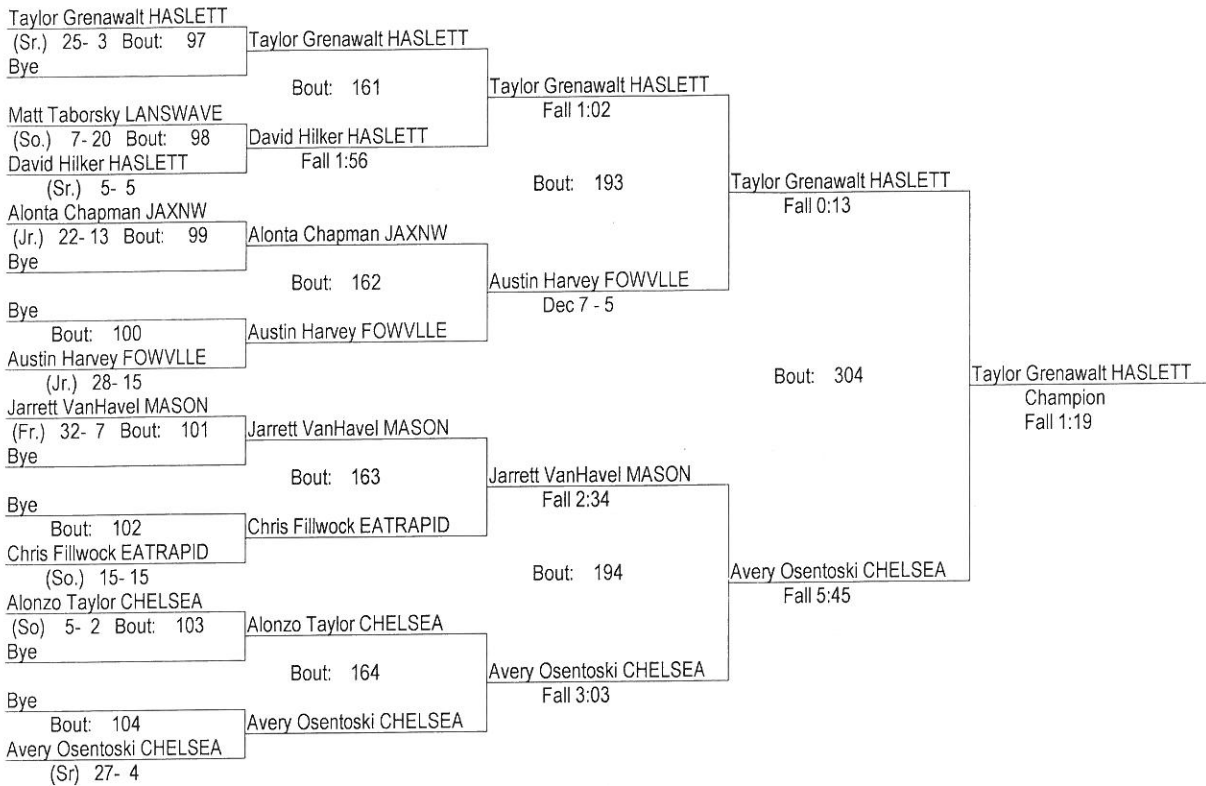 Taylor Grenawalt HASLETT
(Sr.) 25- 3 Bout: 97
Bye
Taylor Grenawalt HASLETT
Bout: 161
Matt Taborsky LANSWAVE
(So.) 7- 20 Bout: 98
David Hilker HASLETT
(Sr.) 5- 5
David Hilker HASLETT
Fall 1:56
Taylor Grenawalt HASLETT
Fall 1:02
Bout: 193
Alonta Chapman JAXNW
(Jr.) 22- 13 Bout: 99
Bye
Alonta Chapman JAXNW
Bout: 162
Bye
Bout: 100
Austin Harvey FOWVLLE
(Jr.) 28- 15
Austin Harvey FOWVLLE
Austin Harvey FOWVLLE
Dec 7 - 5
Taylor Grenawalt HASLETT
Fall 0:13
Bout: 304
Taylor Grenawalt HASLETT
Champion
Fall 1:19
Jarrett VanHavel MASON
(Fr.) 32- 7 Bout: 101
Bye
Jarrett VanHavel MASON
Bout: 163
Bye
Bout: 102
Chris Fillwock EATRAPID
(So.) 15- 15
Chris Fillwock EATRAPID
Jarrett VanHavel MASON
Fall 2:34
Bout: 194
Avery Osentoski CHELSEA
Fall 5:45
Alonzo Taylor CHELSEA
(So) 5- 2 Bout: 103
Bye
Alonzo Taylor CHELSEA
Bout: 164
Bye
Bout: 104
Avery Osentoski CHELSEA
(Sr) 27- 4
Avery Osentoski CHELSEA
Avery Osentoski CHELSEA
Fall 3:03